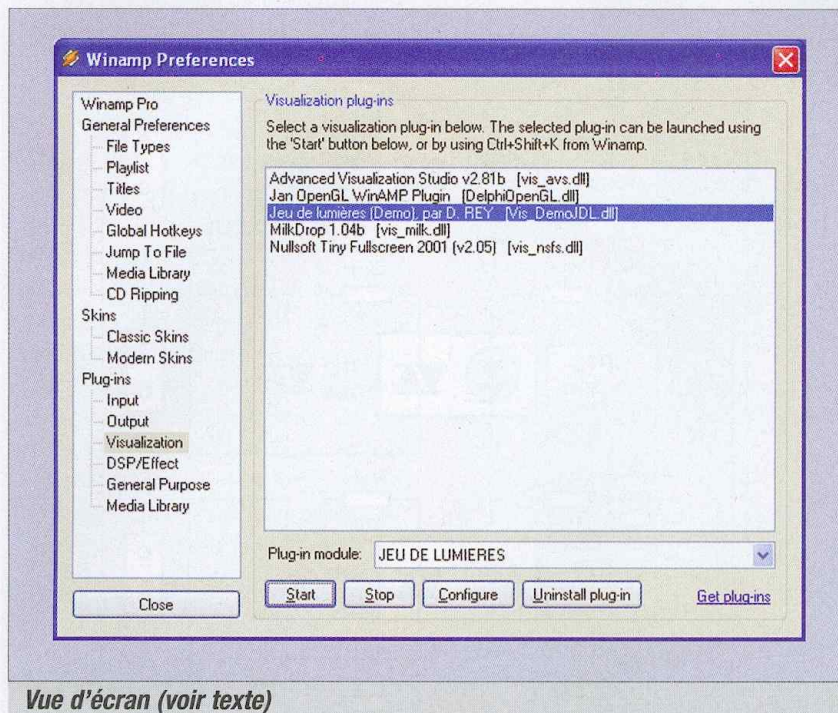 Winamp Preferences
Winamp Pro
General Preferences
File Types
Playlist
Titles
Video
Global Hotkeys
Jump To File
Media Library
CD Ripping
Skins
Classic Skins
Modern Skins
Plug-ins
Input
Output
Visualization
DSP/Effect
General Purpose
Media Library
Close
Visualization plug-ins
Select a visualization plug-in below. The selected plug-in can be launched using
the 'Start' button below, or by using Ctrl+Shift+K from Winamp.
Advanced Visualization Studio v2.81b [vis_avs.dll]
Jan OpenGL WinAMP Plugin [DelphiOpenGL.dll]
Jeu de lumières (Demo), par D. REY [Vis_DemoJDL.dll]
MilkDrop 1.04b [vis_milk.dll]
Nullsoft Tiny Fullscreen 2001 (v2.05) [vis_nsfs.dll]
Plug-in module: JEU DE LUMIERES
Start Stop Configure Uninstall plug-in Get plug-ins
Vue d'écran (voir texte)